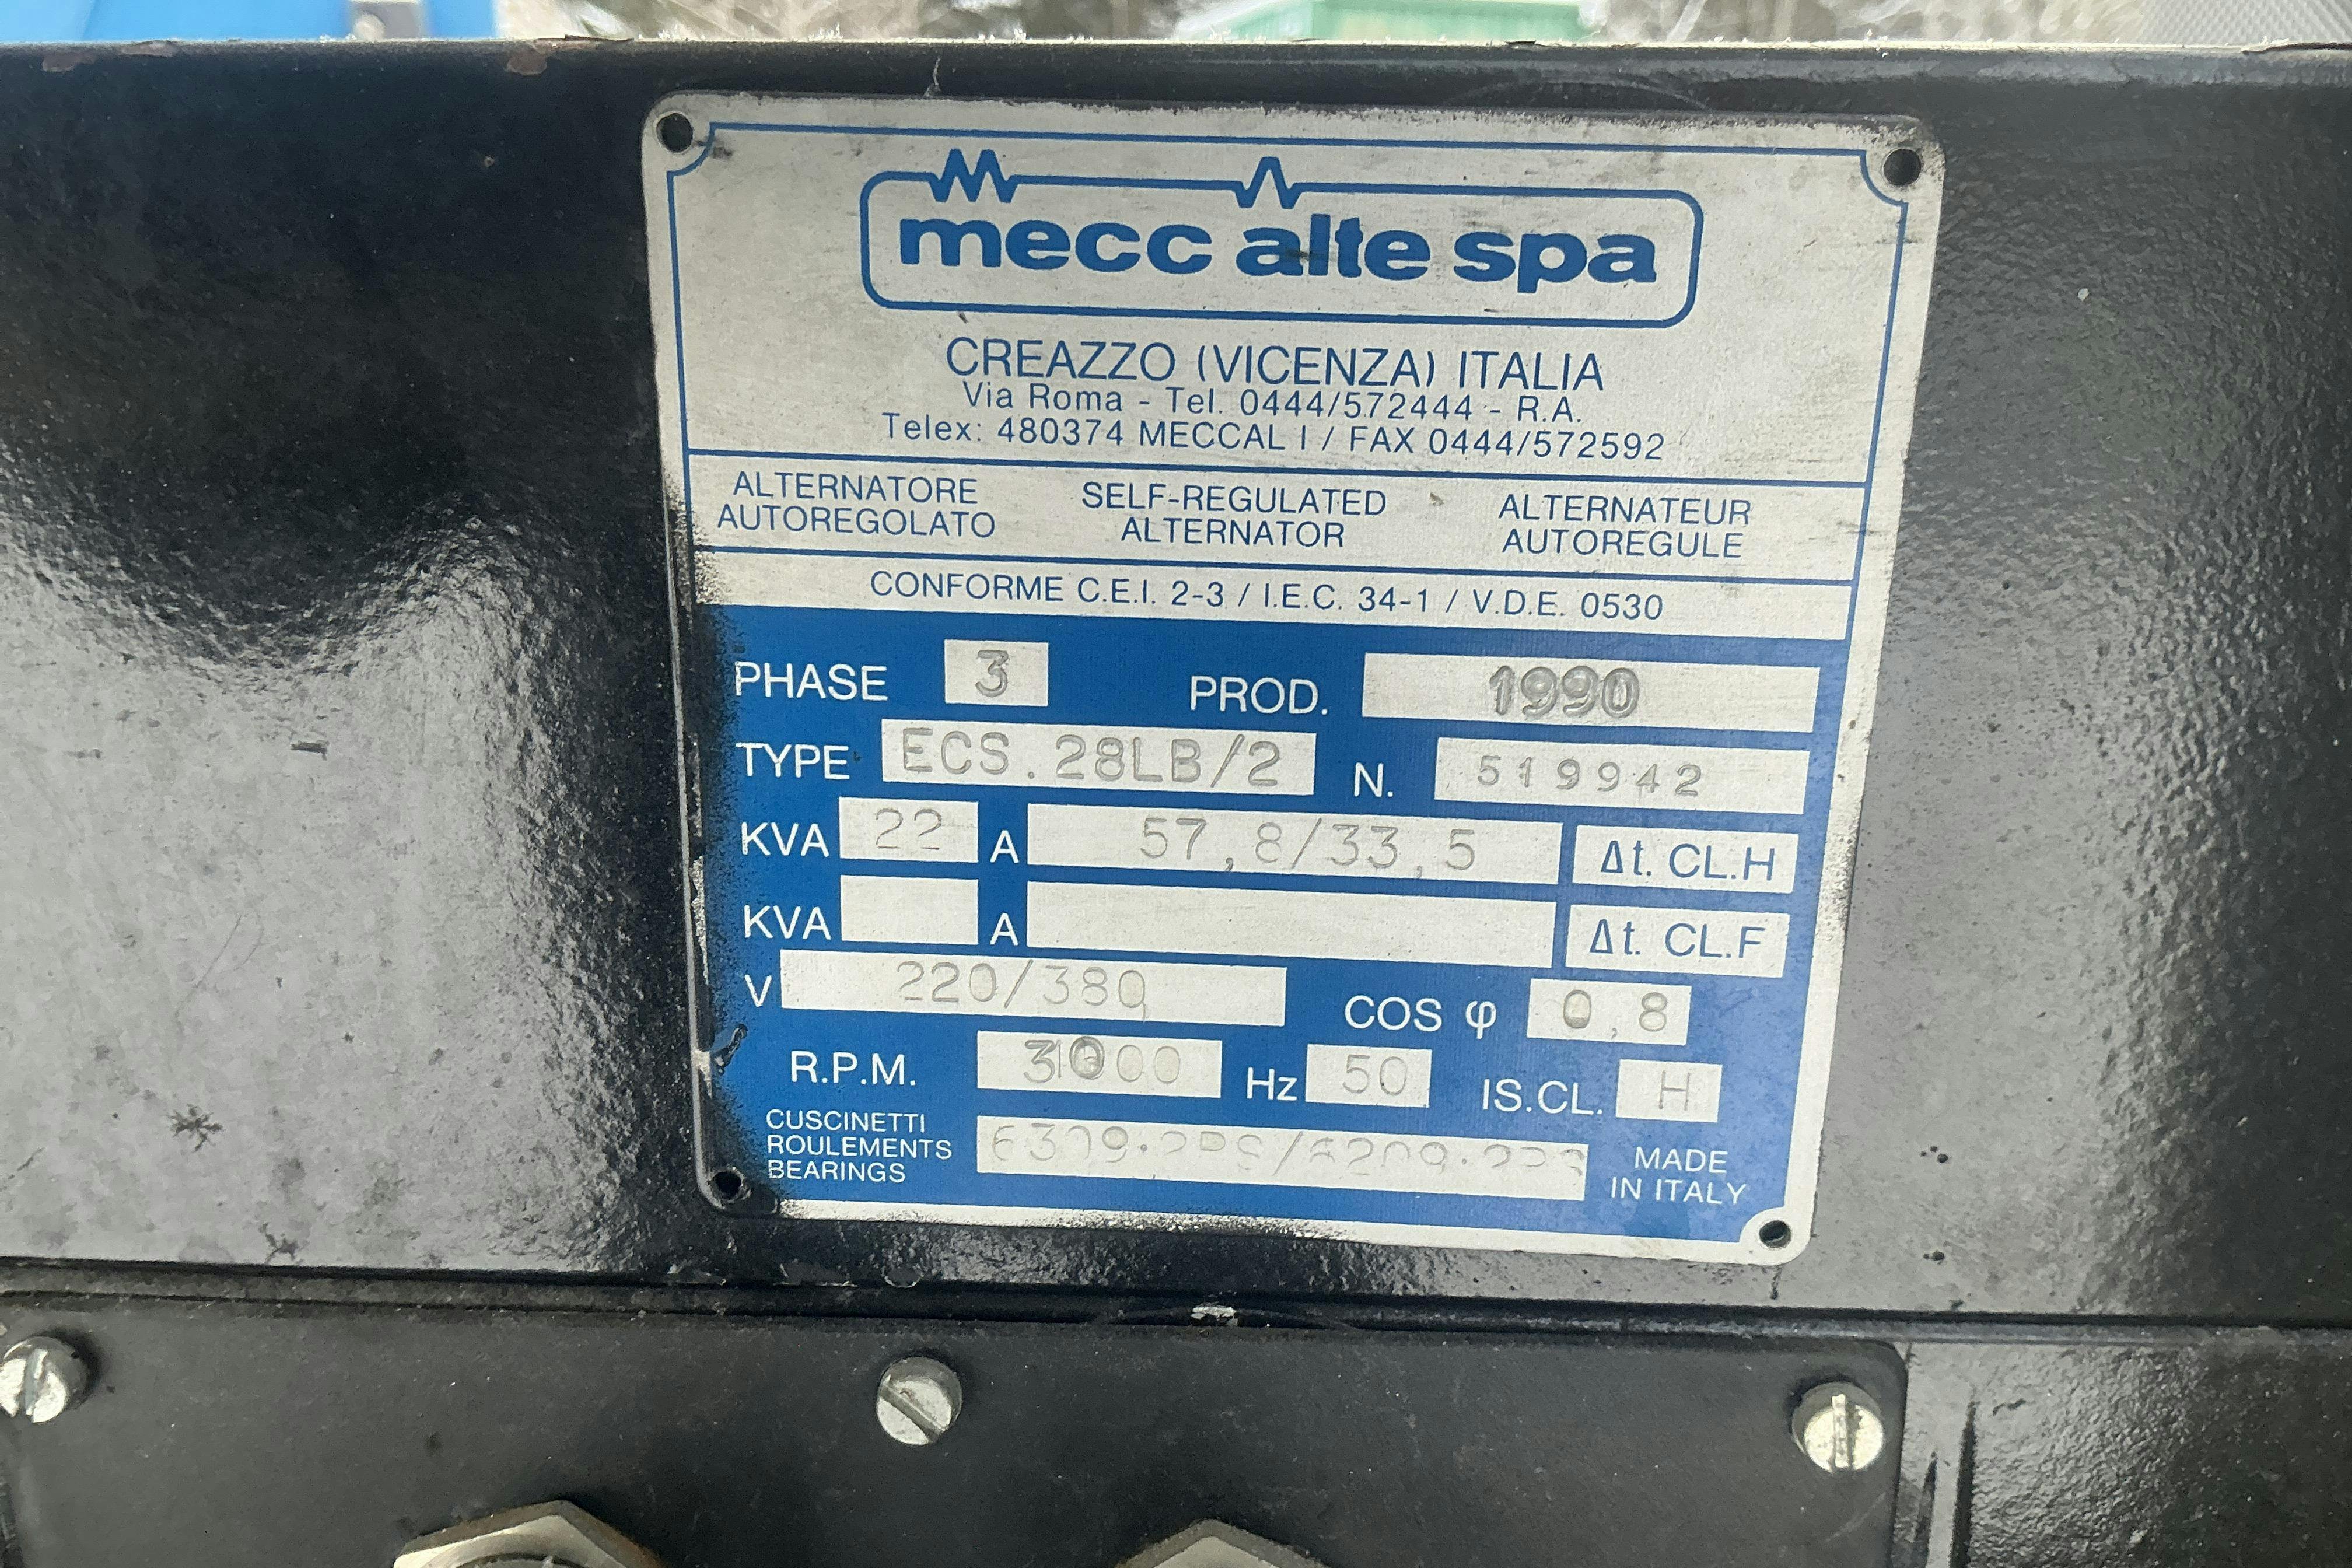 mecc alte spa
CREAZZO (VICENZA) ITALIA
Via Roma - Tel. 0444/572444 - R.A.
Telex: 480374 MECCAL I / FAX 0444/572592
ALTERNATORE AUTOREGOLATO
SELF-REGULATED ALTERNATOR
ALTERNATEUR AUTOREGULE
CONFORME C.E.I. 2-3 / I.E.C. 34-1 / V.D.E. 0530
PHASE 3 PROD. 1990
TYPE ECS.28LB/2 N. 519942
KVA 22 A 57,8/33,5 Δt. CL.H
KVA A Δt. CL.F
V 220/380 COS φ 0,8
R.P.M. 3000 Hz 50 IS.CL. H
CUSCINETTI
ROULEMENTS
BEARINGS
MADE
IN ITALY